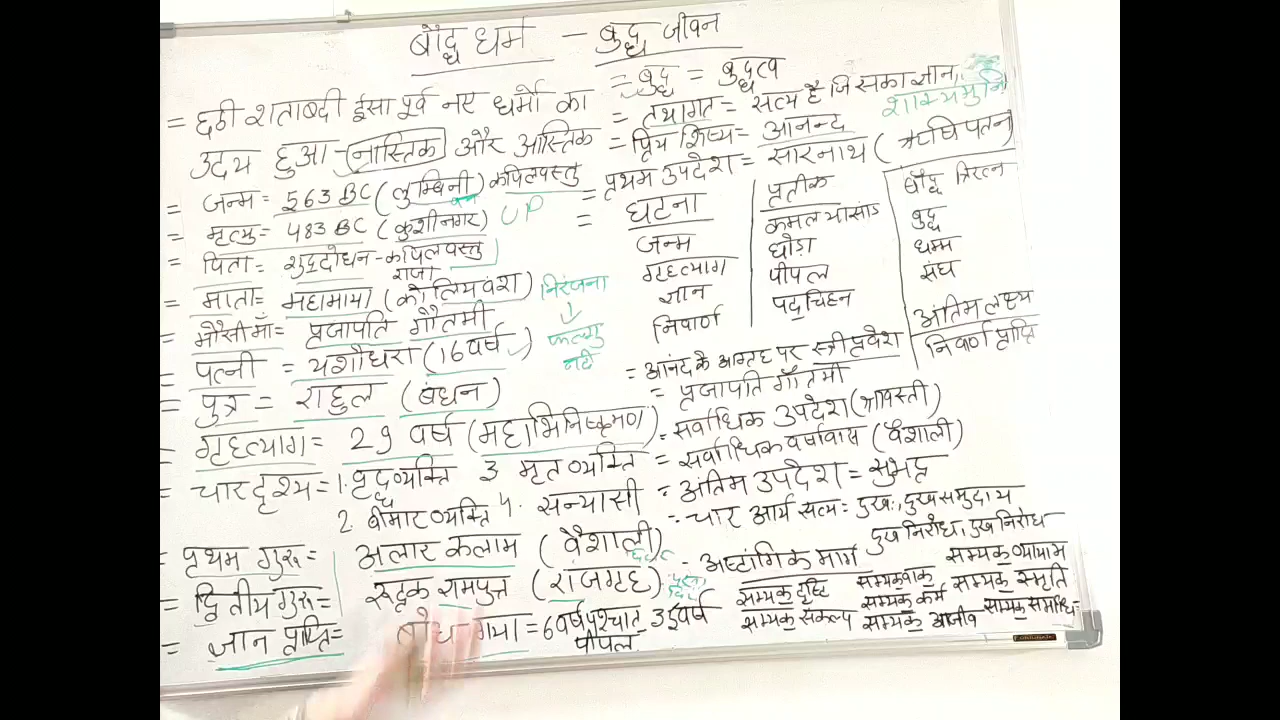 बौद्ध धर्म – बुद्ध जीवन
= छठी शताब्दी ईसा पूर्व नए धर्मो का
उदय हुआ - नास्तिक और आस्तिक
= जन्म = 563 BC (लुम्बिनी) कपिलवस्तु
= मृत्यु = 483 BC (कुशीनगर) UP
= पिता = शुद्दोधन - कपिलवस्तु
राजा
= माता = महामाया (कोलियवंश)
= मौसी माँ = प्रजापति गौतमी
= पत्नी = यशोधरा (16 वर्ष)
= पुत्र = राहुल (बंधन)
निरंजना
↓
फल्गु
नदी
= गृहत्याग = 29 वर्ष (महाभिनिष्क्रमण)
= चार दृश्य = 1. वृद्ध व्यक्ति 3 मृत व्यक्ति
2. बीमार व्यक्ति 4. सन्यासी
= प्रथम गुरू = अलार कलाम (वैशाली)
= द्वितीय गुरू = रूद्रक रामपुत्र (राजगृह)
= ज्ञान प्राप्ति = बोध - गया = 6 वर्ष पश्चात् 35 वर्ष
पीपल
= बुद्ध = बुद्धत्व
= तथागत = सत्य है जिसका ज्ञान
शाक्यमुनि
= प्रिय शिष्य = आनन्द
= प्रथम उपदेश = सारनाथ (ऋषिपतन)
= घटना प्रतीक बौद्ध त्रिरत्न
जन्म कमल व सांड बुद्ध
गृहत्याग घोड़ा धम्म
ज्ञान पीपल संघ
निर्वाण पदचिहन
अंतिम लक्ष्य
निर्वाण प्राप्ति
= आनंद के आग्रह पर स्त्री प्रवेश
= प्रजापति गौतमी
- सर्वाधिक उपदेश (श्रावस्ती)
= सर्वाधिक वर्षावास (वैशाली)
= अंतिम उपदेश = सुभद्द
- चार आर्य सत्य = दुख:, दुख समुदाय
दुख निरोध, दुख निरोध
- अष्टांगिक मार्ग
सम्यक् दृष्टि सम्यक् वाक् सम्यक् व्यायाम
सम्यक् संकल्प सम्यक् कर्म सम्यक् स्मृति
सम्यक् आजीव सम्यक् समाधि